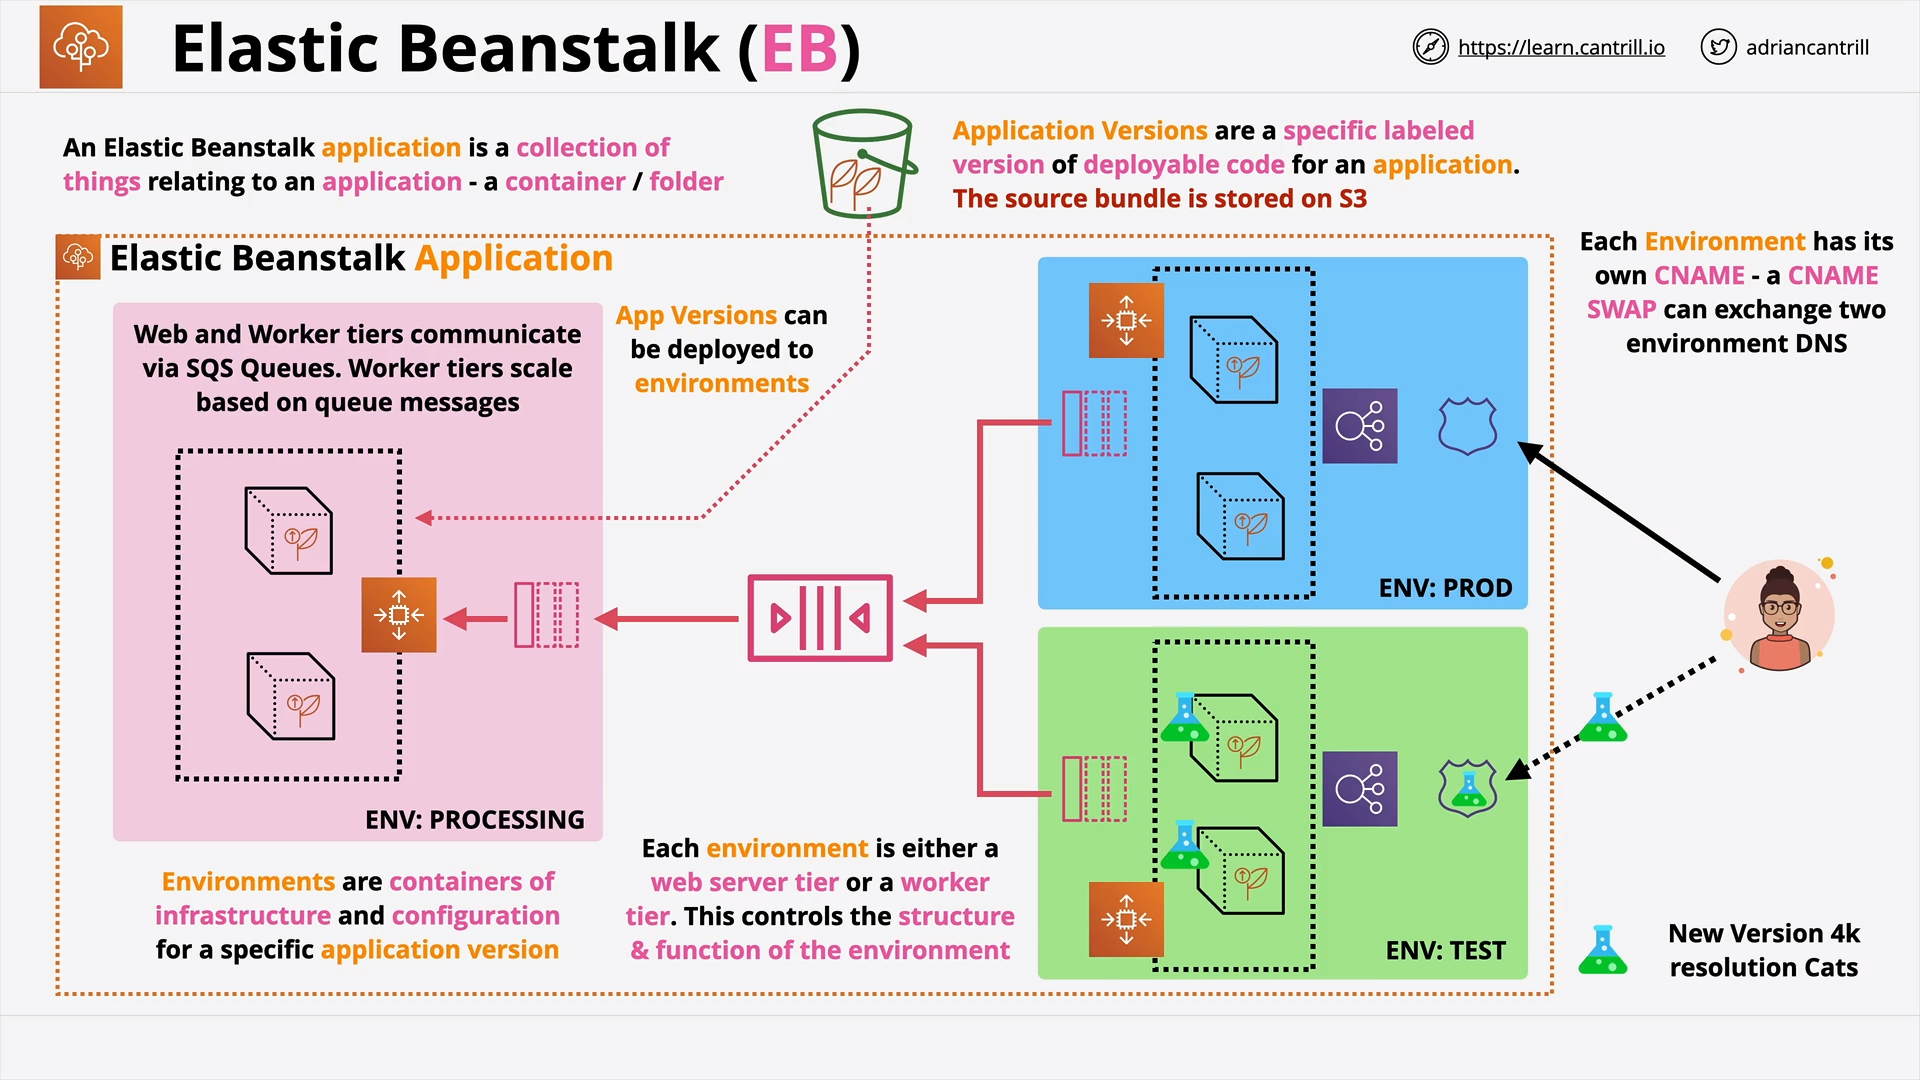 Elastic Beanstalk (EB)
https://learn.cantrill.io
adriancantrill
An Elastic Beanstalk application is a collection of
things relating to an application - a container / folder
Application Versions are a specific labeled
version of deployable code for an application.
The source bundle is stored on S3
Each Environment has its
own CNAME - a CNAME
SWAP can exchange two
environment DNS
Elastic Beanstalk Application
Web and Worker tiers communicate
via SQS Queues. Worker tiers scale
based on queue messages
App Versions can
be deployed to
environments
ENV: PROD
ENV: PROCESSING
Environments are containers of
infrastructure and configuration
for a specific application version
Each environment is either a
web server tier or a worker
tier. This controls the structure
& function of the environment
ENV: TEST
New Version 4k
resolution Cats